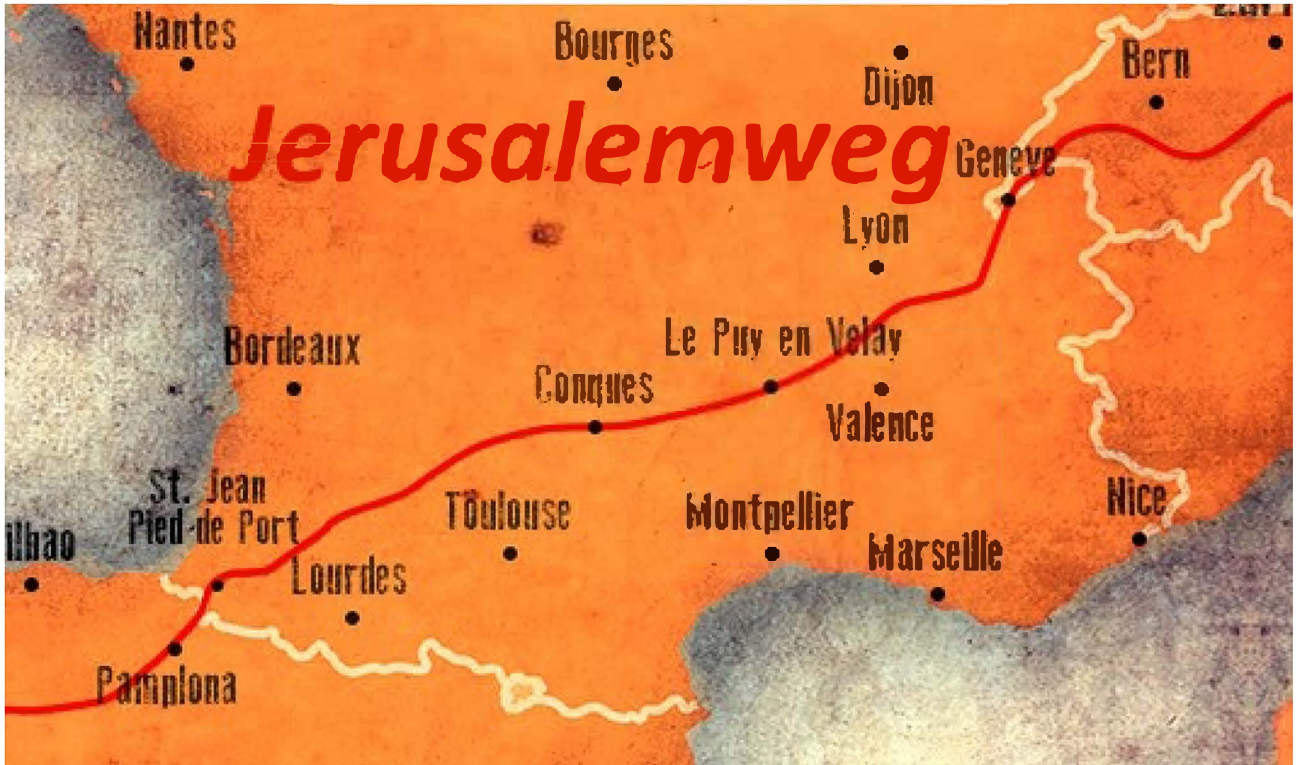 Nantes
Bourges
Dijon
Bern
Jerusalemweg
Geneve
Lyon
Bordeaux
Le Puy en Velay
Conques
Valence
St. Jean
Pied-de Port
Toulouse
Montpellier
Nice
ilbao
Marseille
Lourdes
Pamplona